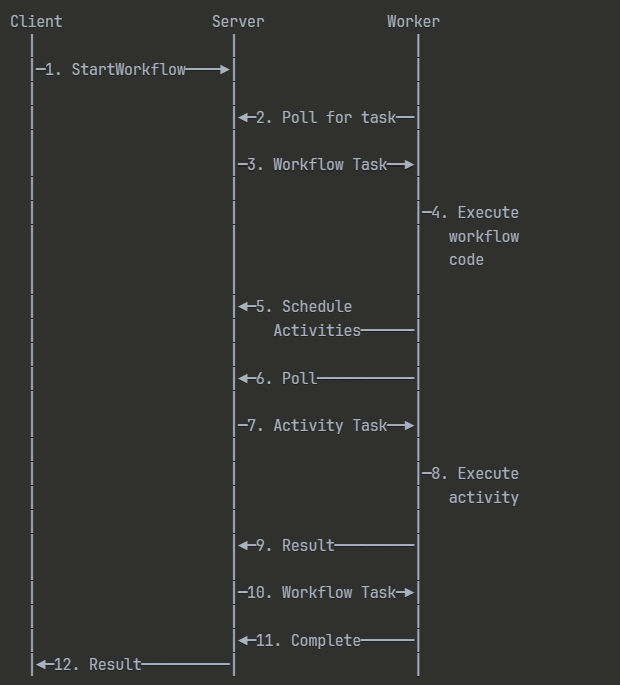 Client Server Worker
1. StartWorkflow
2. Poll for task
3. Workflow Task
4. Execute
workflow
code
5. Schedule
Activities
6. Poll
7. Activity Task
8. Execute
activity
9. Result
10. Workflow Task
11. Complete
12. Result